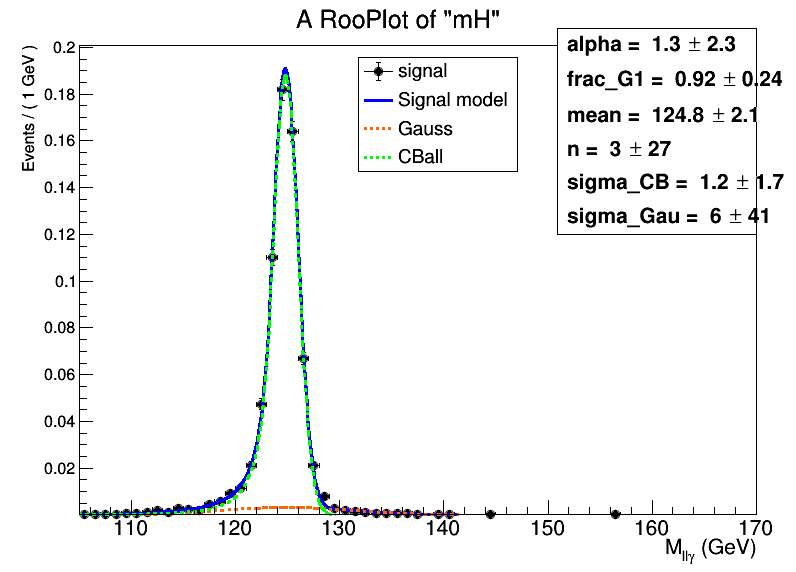 A RooPlot of "mH"
Events / ( 1 GeV )
0.2
0.18
0.16
0.14
0.12
0.1
0.08
0.06
0.04
0.02
signal
Signal model
Gauss
CBall
alpha = 1.3 ± 2.3
frac_G1 = 0.92 ± 0.24
mean = 124.8 ± 2.1
n = 3 ± 27
sigma_CB = 1.2 ± 1.7
sigma_Gau = 6 ± 41
110 120 130 140 150 160 170
M_llγ (GeV)